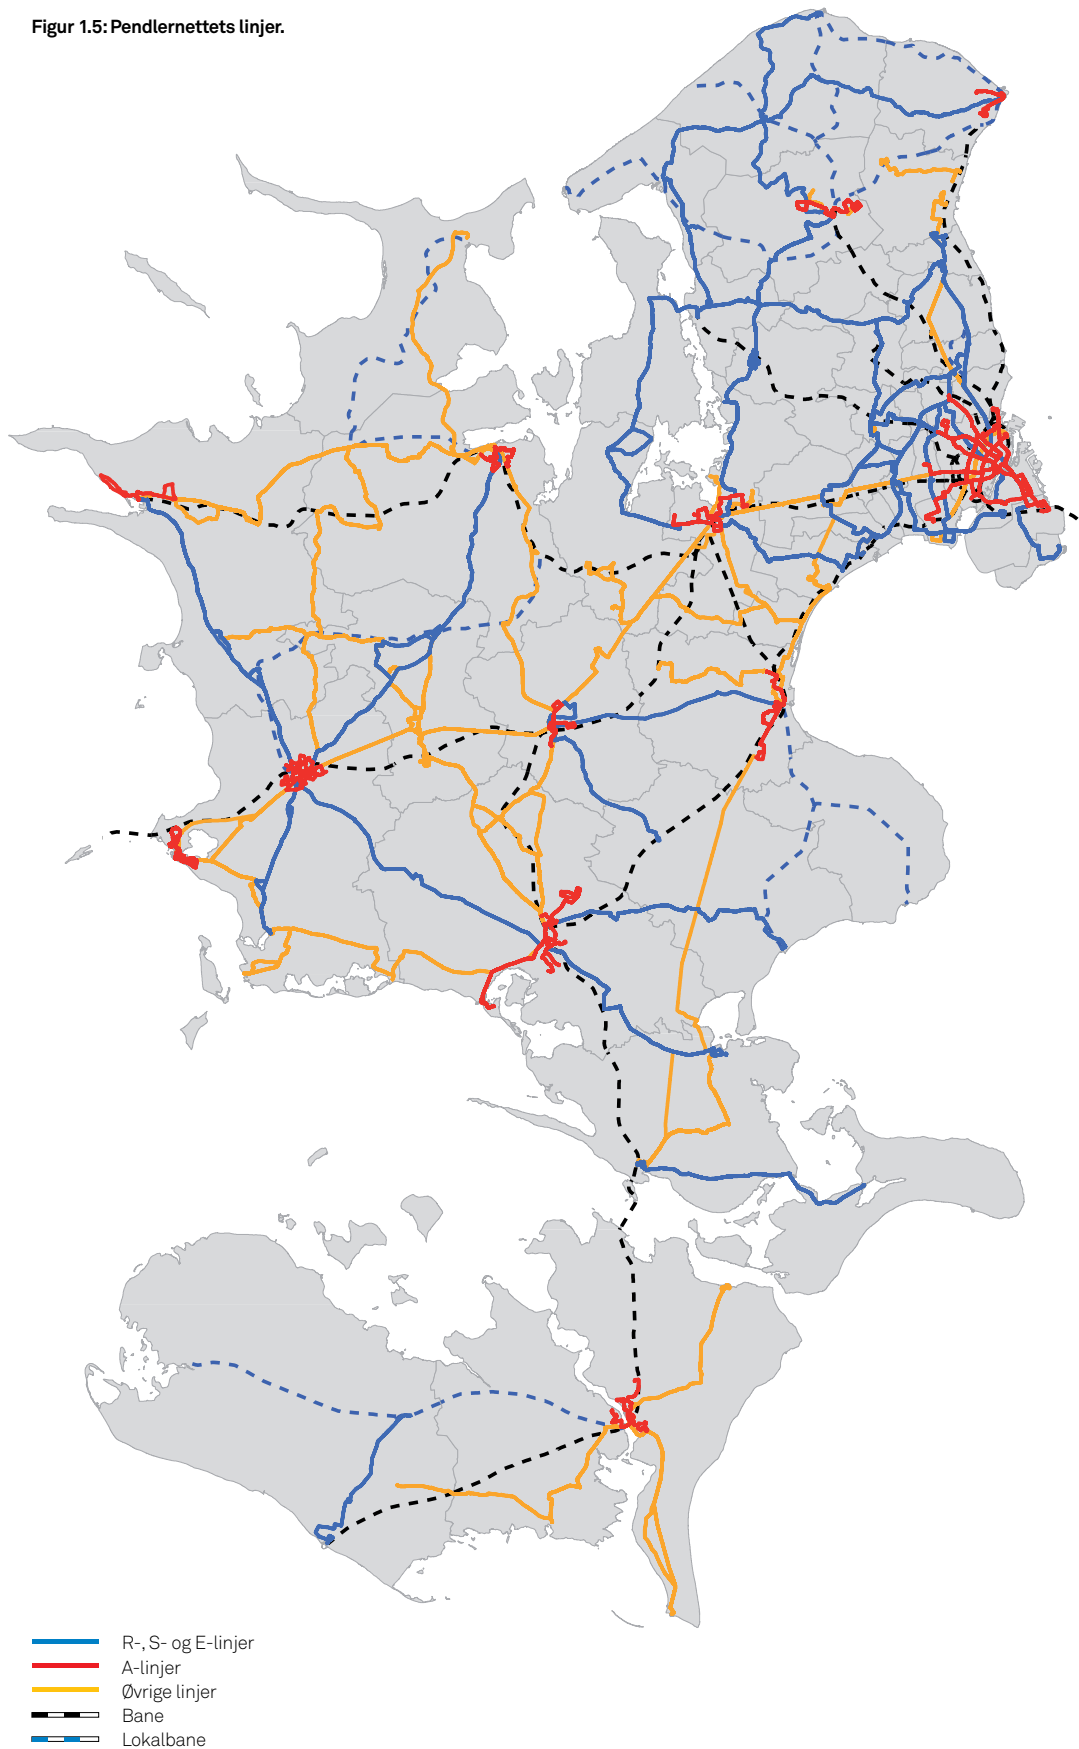 Figur 1.5: Pendlernettets linjer.
R-, S- og E-linjer
A-linjer
Øvrige linjer
Bane
Lokalbane